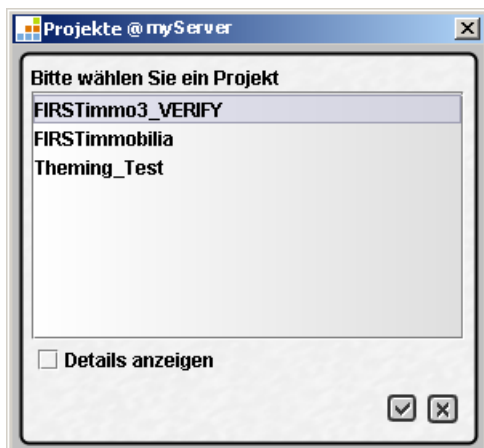 Projekte @ myServer
Bitte wählen Sie ein Projekt
FIRSTimmo3_VERIFY
FIRSTimmobilia
Theming_Test
Details anzeigen